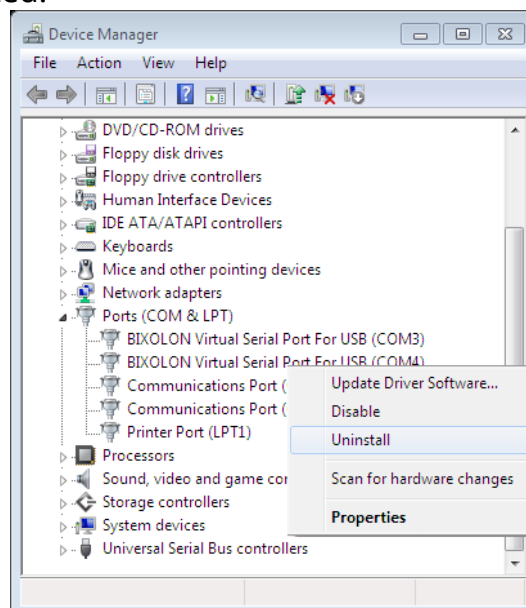 Device Manager
File Action View Help
DVD/CD-ROM drives
Floppy disk drives
Floppy drive controllers
Human Interface Devices
IDE ATA/ATAPI controllers
Keyboards
Mice and other pointing devices
Network adapters
Ports (COM & LPT)
BIXOLON Virtual Serial Port For USB (COM3)
BIXOLON Virtual Serial Port For USB (COM4)
Communications Port (
Communications Port (
Printer Port (LPT1)
Processors
Sound, video and game cor
Storage controllers
System devices
Universal Serial Bus controllers
Update Driver Software...
Disable
Uninstall
Scan for hardware changes
Properties